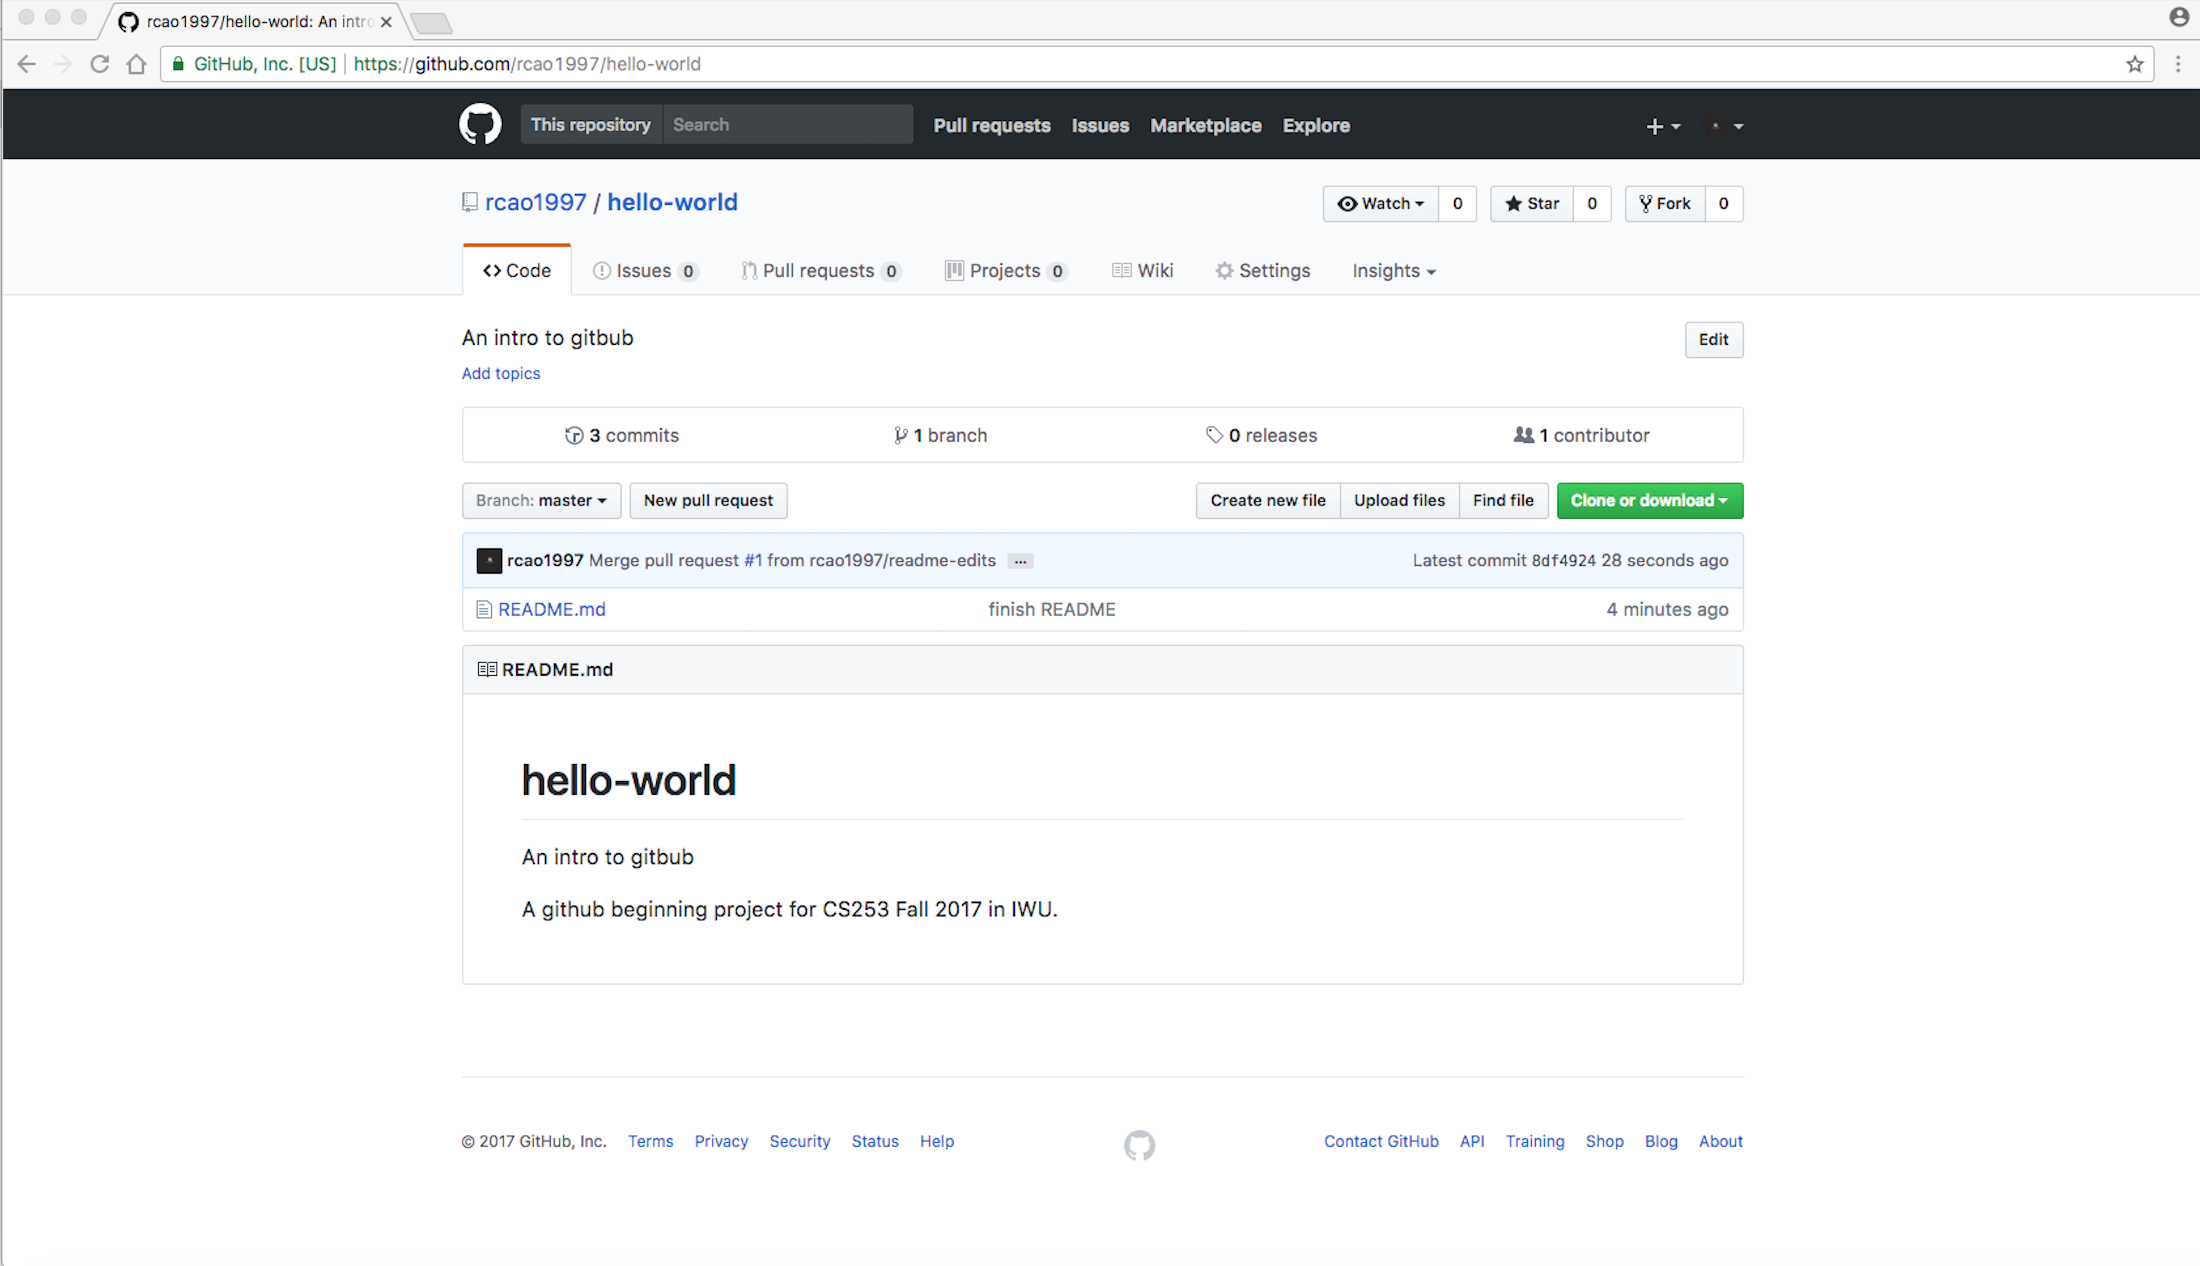 rcao1997/hello-world: An intro
GitHub, Inc. [US] | https://github.com/rcao1997/hello-world
This repository Search Pull requests Issues Marketplace Explore
rcao1997 / hello-world Watch 0 Star 0 Fork 0
<> Code Issues 0 Pull requests 0 Projects 0 Wiki Settings Insights
An intro to gitbub Edit
Add topics
3 commits 1 branch 0 releases 1 contributor
Branch: master New pull request Create new file Upload files Find file Clone or download
rcao1997 Merge pull request #1 from rcao1997/readme-edits ... Latest commit 8df4924 28 seconds ago
README.md finish README 4 minutes ago
README.md
hello-world
An intro to gitbub
A github beginning project for CS253 Fall 2017 in IWU.
© 2017 GitHub, Inc. Terms Privacy Security Status Help Contact GitHub API Training Shop Blog About